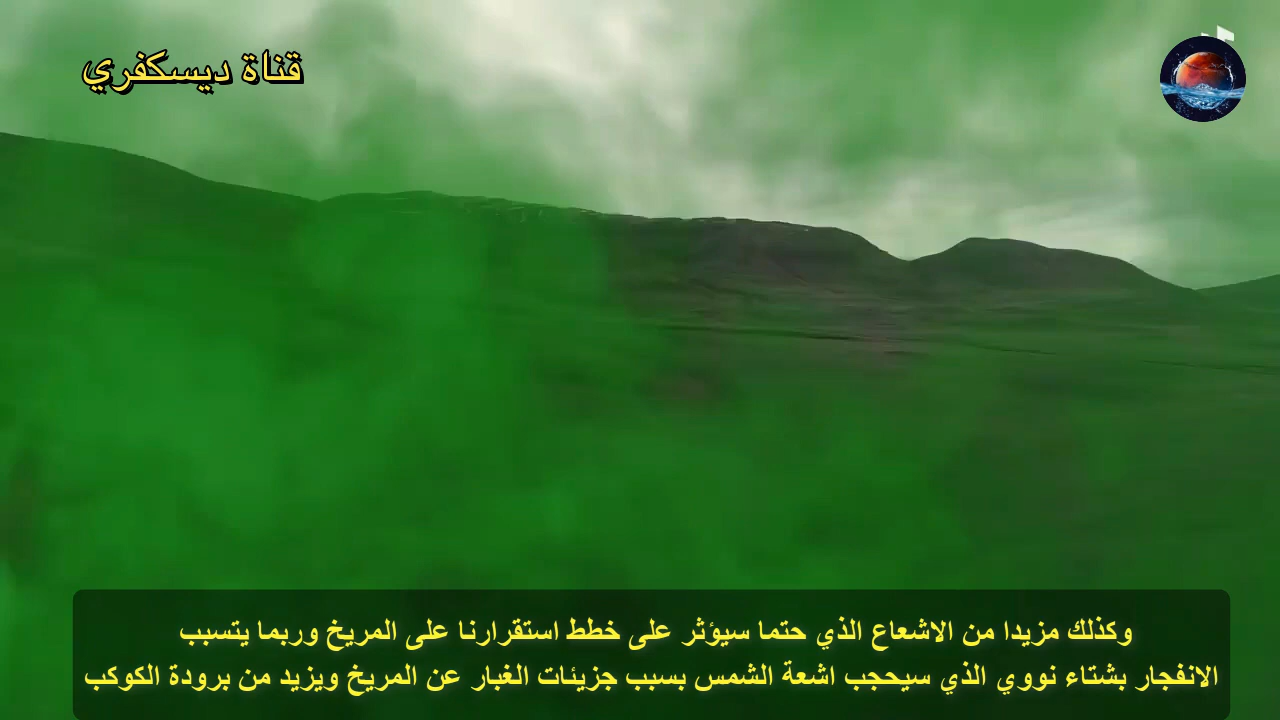 قناة ديسكفري
وكذلك مزيدا من الاشعاع الذي حتما سيؤثر على خطط استقرارنا على المريخ وربما يتسبب
الانفجار بشتاء نووي الذي سيحجب اشعة الشمس بسبب جزيئات الغبار عن المريخ ويزيد من برودة الكوكب